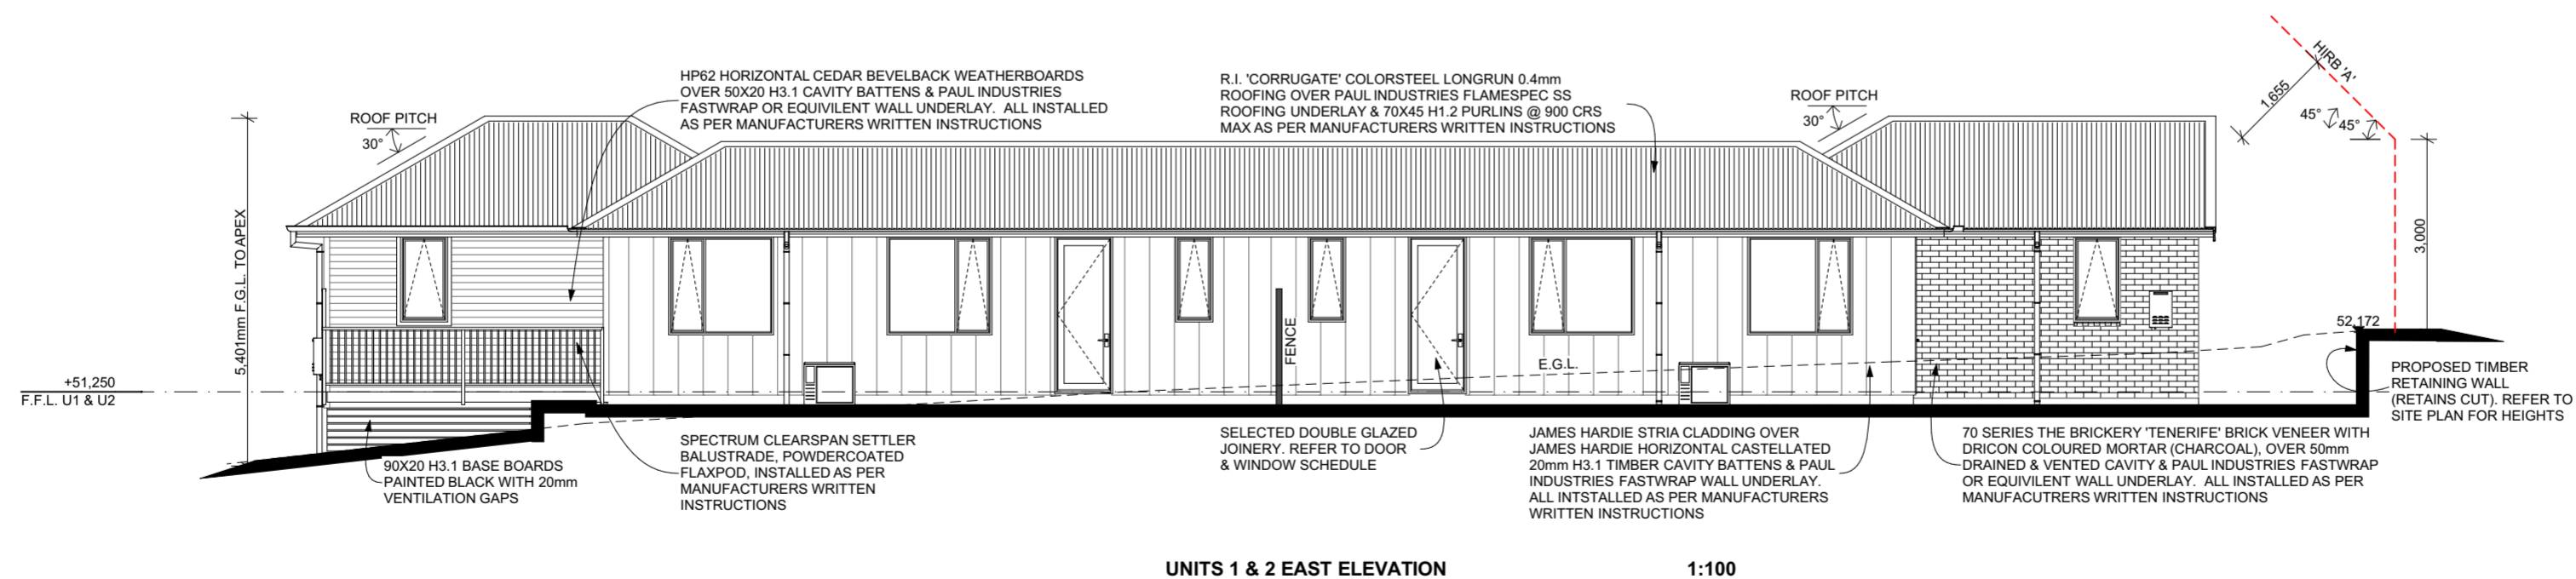 HP62 HORIZONTAL CEDAR BEVELBACK WEATHERBOARDS
OVER 50X20 H3.1 CAVITY BATTENS & PAUL INDUSTRIES
FASTWRAP OR EQUIVILENT WALL UNDERLAY. ALL INSTALLED
AS PER MANUFACTURERS WRITTEN INSTRUCTIONS
R.I. 'CORRUGATE' COLORSTEEL LONGRUN 0.4mm
ROOFING OVER PAUL INDUSTRIES FLAMESPEC SS
ROOFING UNDERLAY & 70X45 H1.2 PURLINS @ 900 CRS
MAX AS PER MANUFACTURERS WRITTEN INSTRUCTIONS
ROOF PITCH
30°
ROOF PITCH
30°
HIRB 'A'
1,655
45°
45°
3,000
5,401mm F.G.L. TO APEX
+51,250
F.F.L. U1 & U2
FENCE
E.G.L.
52,172
PROPOSED TIMBER
RETAINING WALL
(RETAINS CUT). REFER TO
SITE PLAN FOR HEIGHTS
90X20 H3.1 BASE BOARDS
PAINTED BLACK WITH 20mm
VENTILATION GAPS
SPECTRUM CLEARSPAN SETTLER
BALUSTRADE, POWDERCOATED
FLAXPOD, INSTALLED AS PER
MANUFACTURERS WRITTEN
INSTRUCTIONS
SELECTED DOUBLE GLAZED
JOINERY. REFER TO DOOR
& WINDOW SCHEDULE
JAMES HARDIE STRIA CLADDING OVER
JAMES HARDIE HORIZONTAL CASTELLATED
20mm H3.1 TIMBER CAVITY BATTENS & PAUL
INDUSTRIES FASTWRAP WALL UNDERLAY.
ALL INTSTALLED AS PER MANUFACTURERS
WRITTEN INSTRUCTIONS
70 SERIES THE BRICKERY 'TENERIFE' BRICK VENEER WITH
DRICON COLOURED MORTAR (CHARCOAL), OVER 50mm
DRAINED & VENTED CAVITY & PAUL INDUSTRIES FASTWRAP
OR EQUIVILENT WALL UNDERLAY. ALL INSTALLED AS PER
MANUFACUTRERS WRITTEN INSTRUCTIONS
UNITS 1 & 2 EAST ELEVATION
1:100